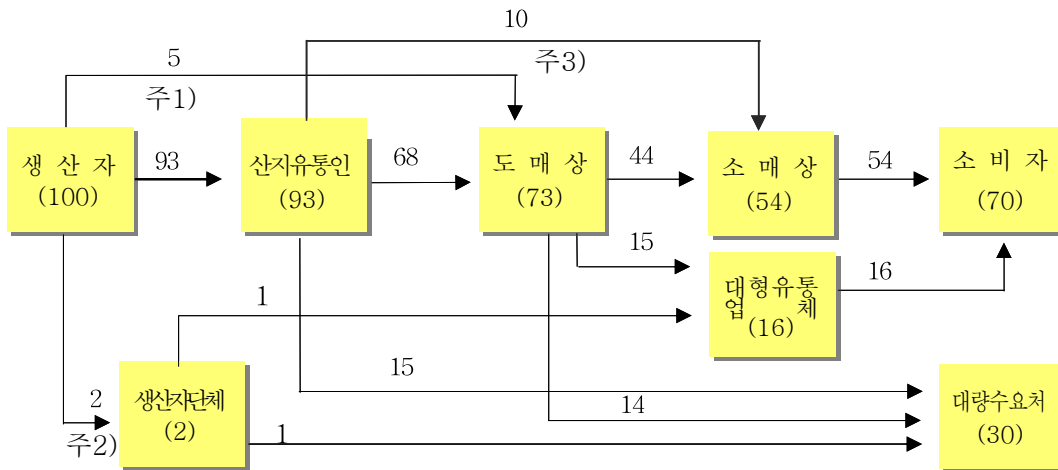 10
주3)
5
주1)
생 산 자
(100)
93
산지유통인
(93)
68
도 매 상
(73)
44
소 매 상
(54)
54
소 비 자
(70)
15
대형유통
업 체
(16)
16
1
2
주2)
생산자단체
(2)
15
14
1
대량수요처
(30)